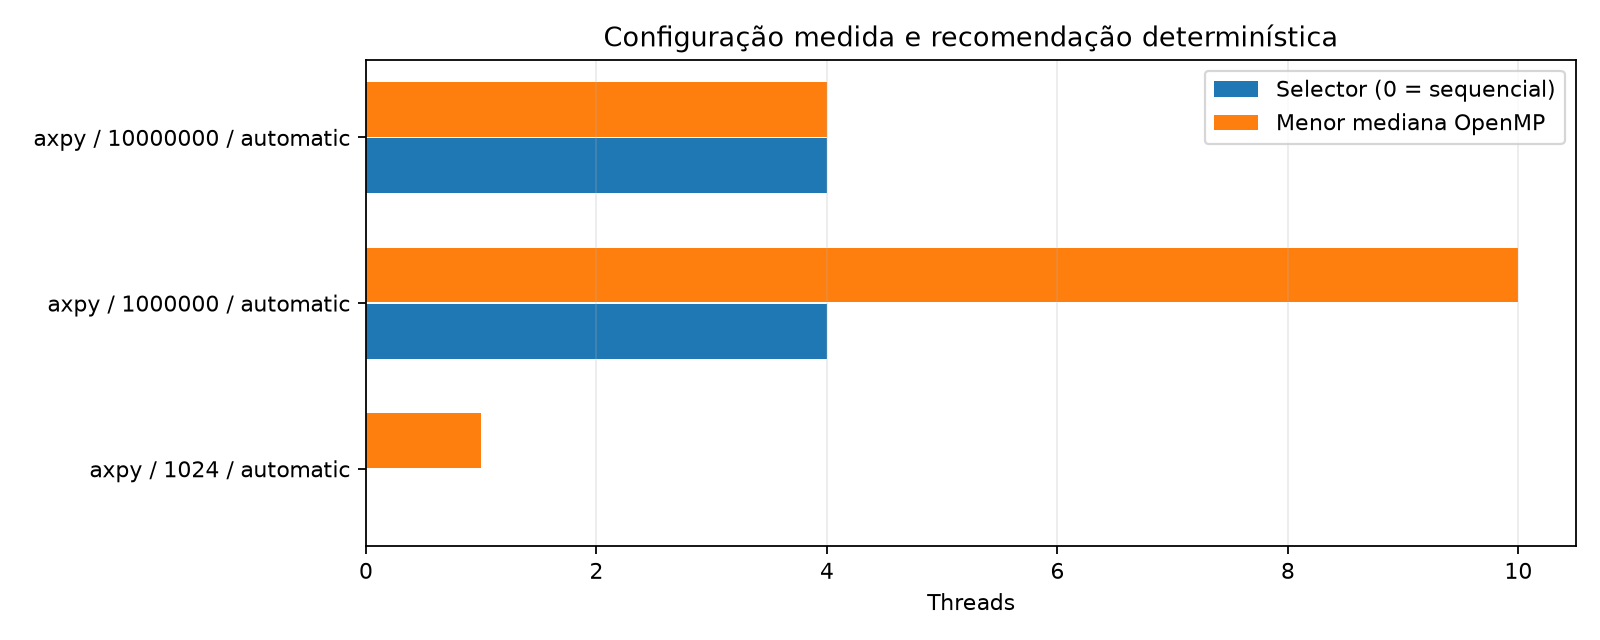 Configuração medida e recomendação determinística
Selector (0 = sequencial)
Menor mediana OpenMP
axpy / 10000000 / automatic
axpy / 1000000 / automatic
axpy / 1024 / automatic
0 2 4 6 8 10
Threads